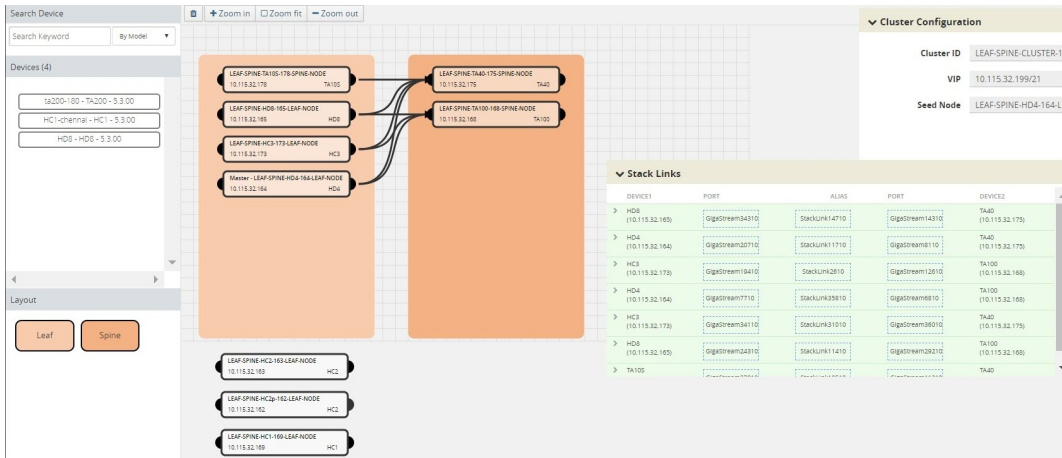 Search Device
Search Keyword
By Model
Devices (4)
ta200-180 - TA200 - 5.3.00
HC1-chennai - HC1 - 5.3.00
HD8 - HD8 - 5.3.00
Layout
Leaf
Spine
Zoom in
Zoom fit
Zoom out
LEAF-SPINE-TA10S-178-SPINE-NODE
10.115.32.178 TA10S
LEAF-SPINE-HD8-165-LEAF-NODE
10.115.32.165 HD8
LEAF-SPINE-HC3-173-LEAF-NODE
10.115.32.173 HC3
Master - LEAF-SPINE-HD4-164-LEAF-NODE
10.115.32.164 HD4
LEAF-SPINE-TA40-175-SPINE-NODE
10.115.32.175 TA40
LEAF-SPINE-TA100-168-SPINE-NODE
10.115.32.168 TA100
LEAF-SPINE-HC2-163-LEAF-NODE
10.115.32.163 HC2
LEAF-SPINE-HC2p-162-LEAF-NODE
10.115.32.162 HC2
LEAF-SPINE-HC1-169-LEAF-NODE
10.115.32.169 HC1
Cluster Configuration
Cluster ID LEAF-SPINE-CLUSTER-1
VIP 10.115.32.199/21
Seed Node LEAF-SPINE-HD4-164-L
Stack Links
DEVICE1 PORT ALIAS PORT DEVICE2
HD8 (10.115.32.165) GigaStream34310 StackLink14710 GigaStream14310 TA40 (10.115.32.175)
HD4 (10.115.32.164) GigaStream20710 StackLink11710 GigaStream8110 TA40 (10.115.32.175)
HC3 (10.115.32.173) GigaStream19410 StackLink2610 GigaStream12610 TA100 (10.115.32.168)
HD4 (10.115.32.164) GigaStream7710 StackLink35810 GigaStream6810 TA100 (10.115.32.168)
HC3 (10.115.32.173) GigaStream34110 StackLink31010 GigaStream36010 TA40 (10.115.32.175)
HD8 (10.115.32.165) GigaStream24310 StackLink11410 GigaStream29210 TA100 (10.115.32.168)
TA10S TA40